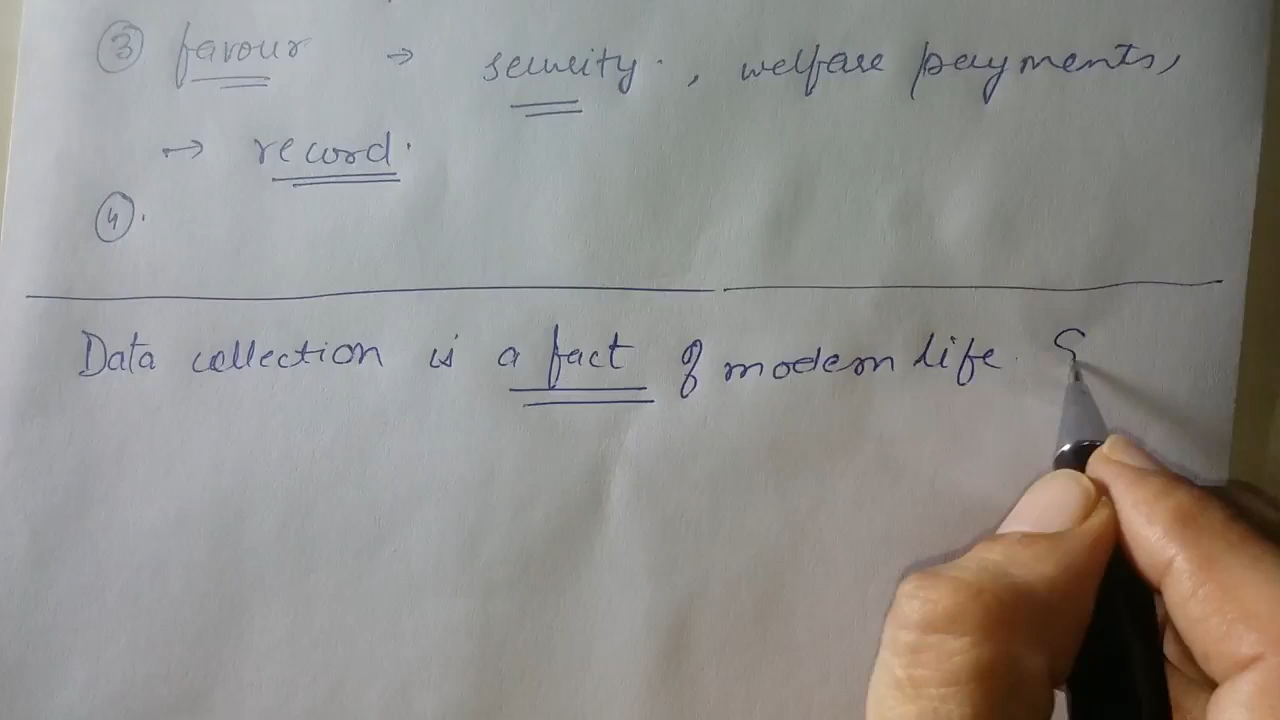 ③ favour → security. , welfare payments,
→ record.
④.
Data collection is a fact of modern life. S